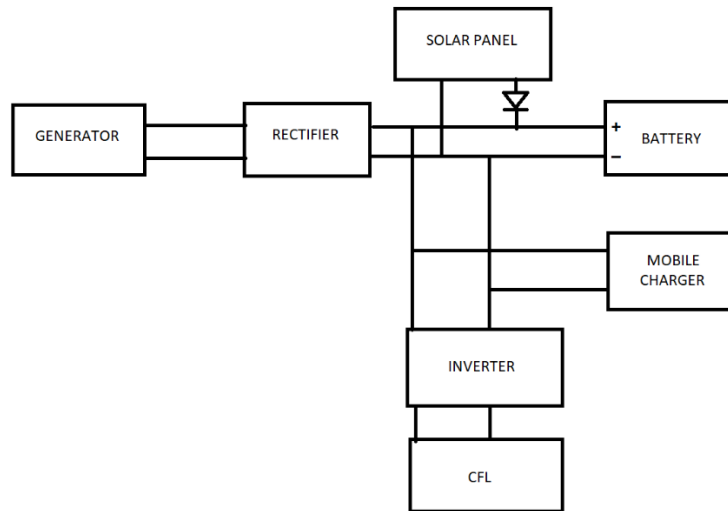 SOLAR PANEL
GENERATOR
RECTIFIER
+
BATTERY
–
MOBILE
CHARGER
INVERTER
CFL